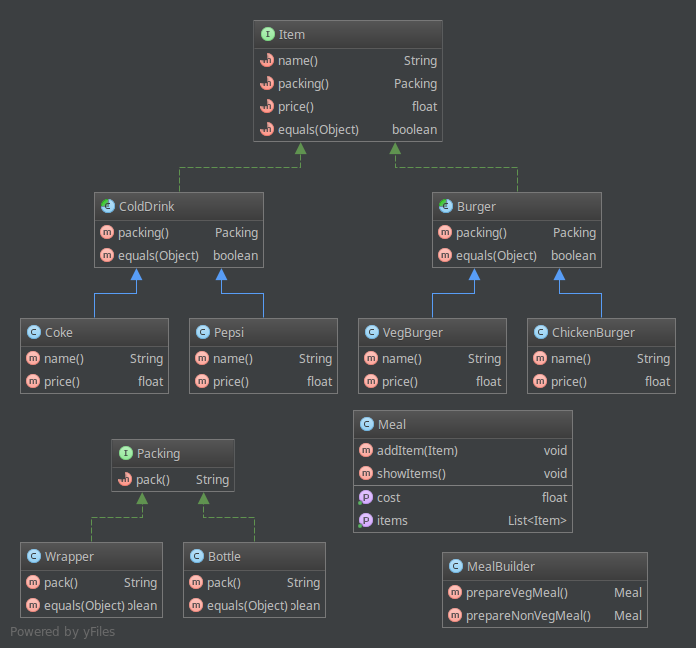 Item
name() String
packing() Packing
price() float
equals(Object) boolean
ColdDrink
packing() Packing
equals(Object) boolean
Burger
packing() Packing
equals(Object) boolean
Coke
name() String
price() float
Pepsi
name() String
price() float
VegBurger
name() String
price() float
ChickenBurger
name() String
price() float
Meal
addItem(Item) void
showItems() void
cost float
items List<Item>
Packing
pack() String
Wrapper
pack() String
equals(Object) olean
Bottle
pack() String
equals(Object) olean
MealBuilder
prepareVegMeal() Meal
prepareNonVegMeal() Meal
Powered by yFiles